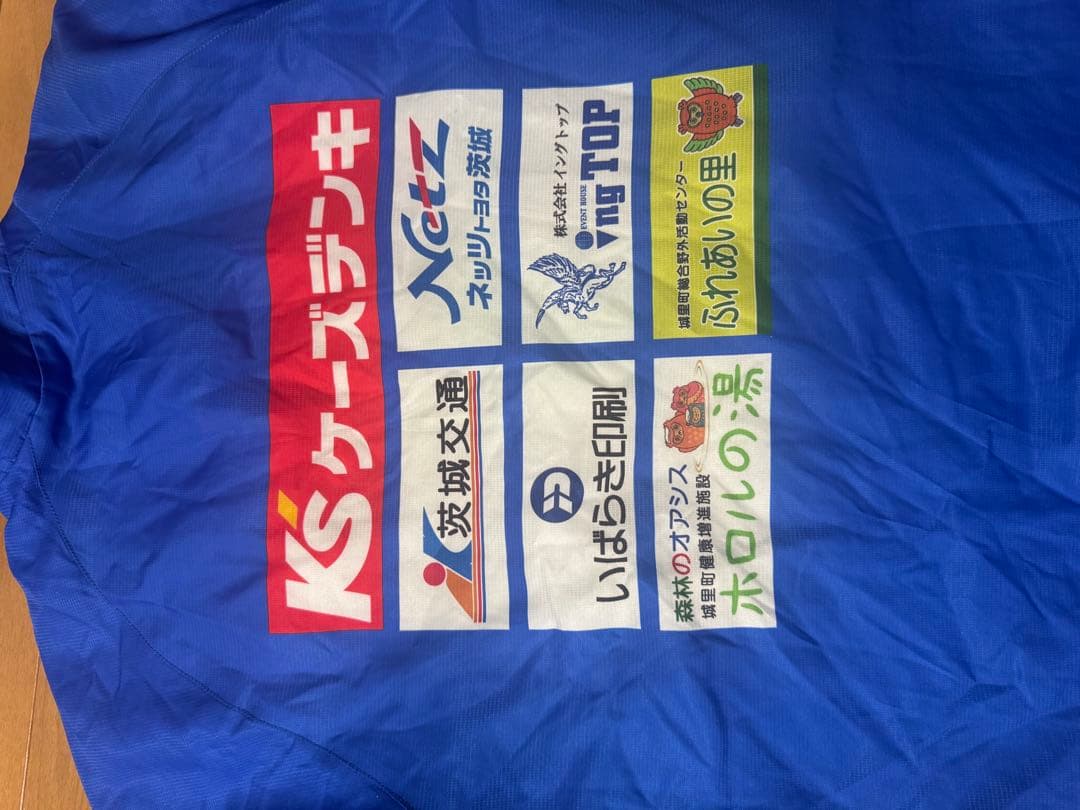 K'Sケーズデンキ
茨城交通
Netz
ネッツトヨタ茨城
いばらき印刷
株式会社イングトップ
EVENT HOUSE
ing TOP
森林のオアシス
城里町健康増進施設
ホロルの湯
城里町総合野外活動センター
ふれあいの里